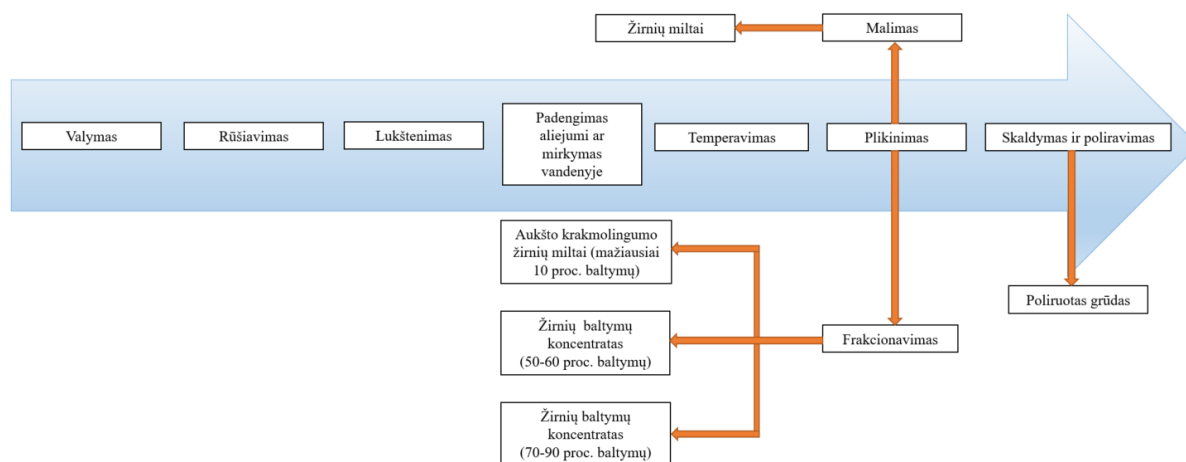 Žirnių miltai
Malimas
Valymas
Rūšiavimas
Lukštenimas
Padengimas
aliejumi ar
mirkymas
vandenyje
Temperavimas
Plikinimas
Skaldymas ir poliravimas
Aukšto krakmolingumo
žirnių miltai (mažiausiai
10 proc. baltymų)
Poliruotas grūdas
Žirnių baltymų
koncentratas
(50-60 proc. baltymų)
Frakcionavimas
Žirnių baltymų
koncentratas
(70-90 proc. baltymų)